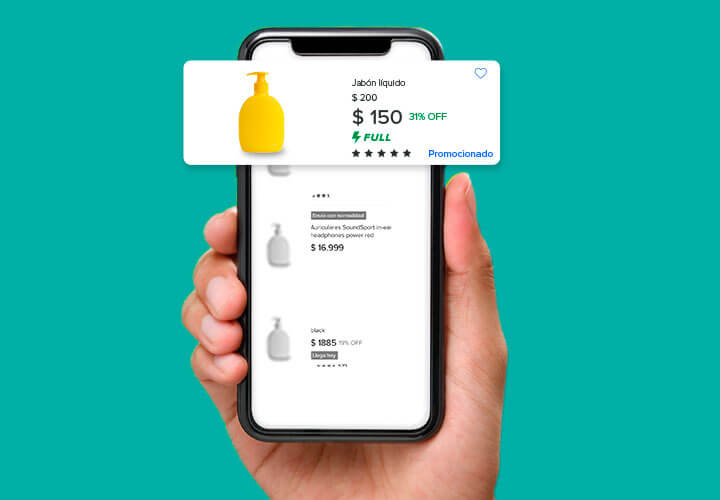 Jabón líquido
$ 200
$ 150 31% OFF
FULL
Promocionado
Envío con normalidad
Auriculares SoundSport in-ear
headphones power red
$ 16.999
black
$ 1885 19% OFF
Llega hoy